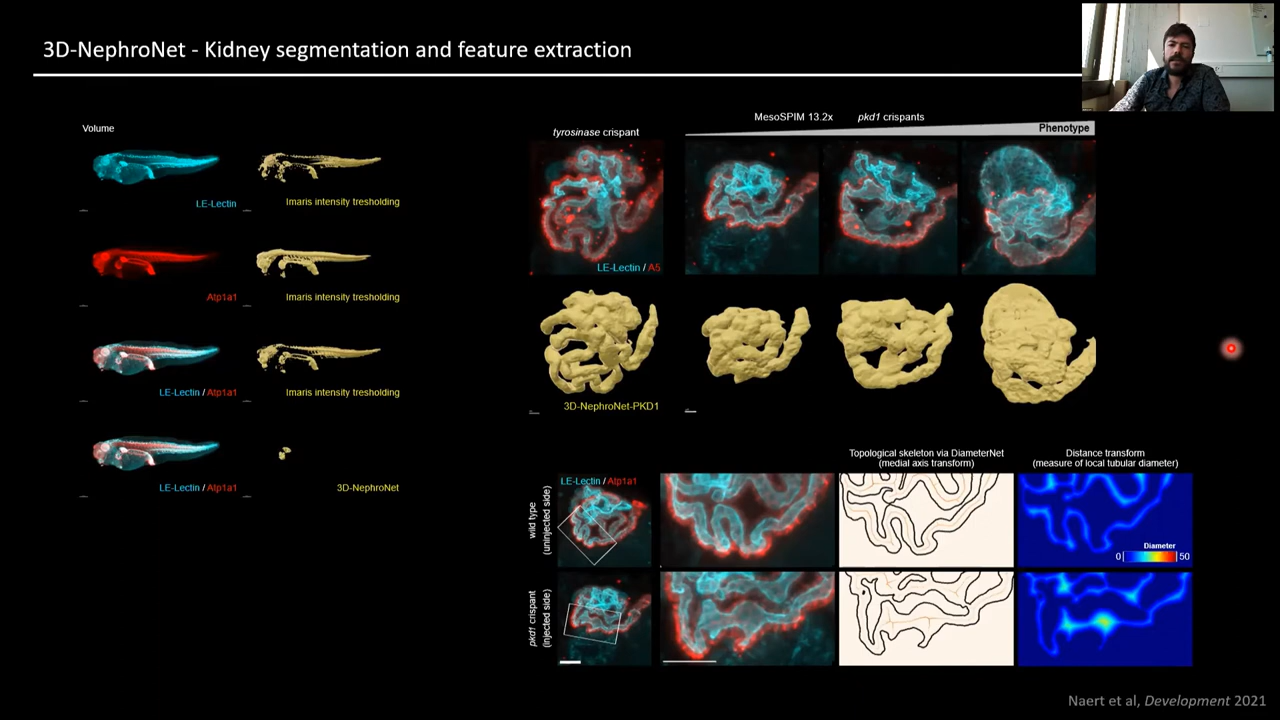 3D-NephroNet - Kidney segmentation and feature extraction
Volume
LE-Lectin
Imaris intensity tresholding
Atp1a1
Imaris intensity tresholding
LE-Lectin / Atp1a1
Imaris intensity tresholding
LE-Lectin / Atp1a1
3D-NephroNet
tyrosinase crispant
MesoSPIM 13.2x pkd1 crispants
Phenotype
LE-Lectin / A5
3D-NephroNet-PKD1
Topological skeleton via DiameterNet
(medial axis transform)
Distance transform
(measure of local tubular diameter)
wild type
(uninjected side)
LE-Lectin / Atp1a1
Diameter
0 50
pkd1 crispant
(injected side)
Naert et al, Development 2021